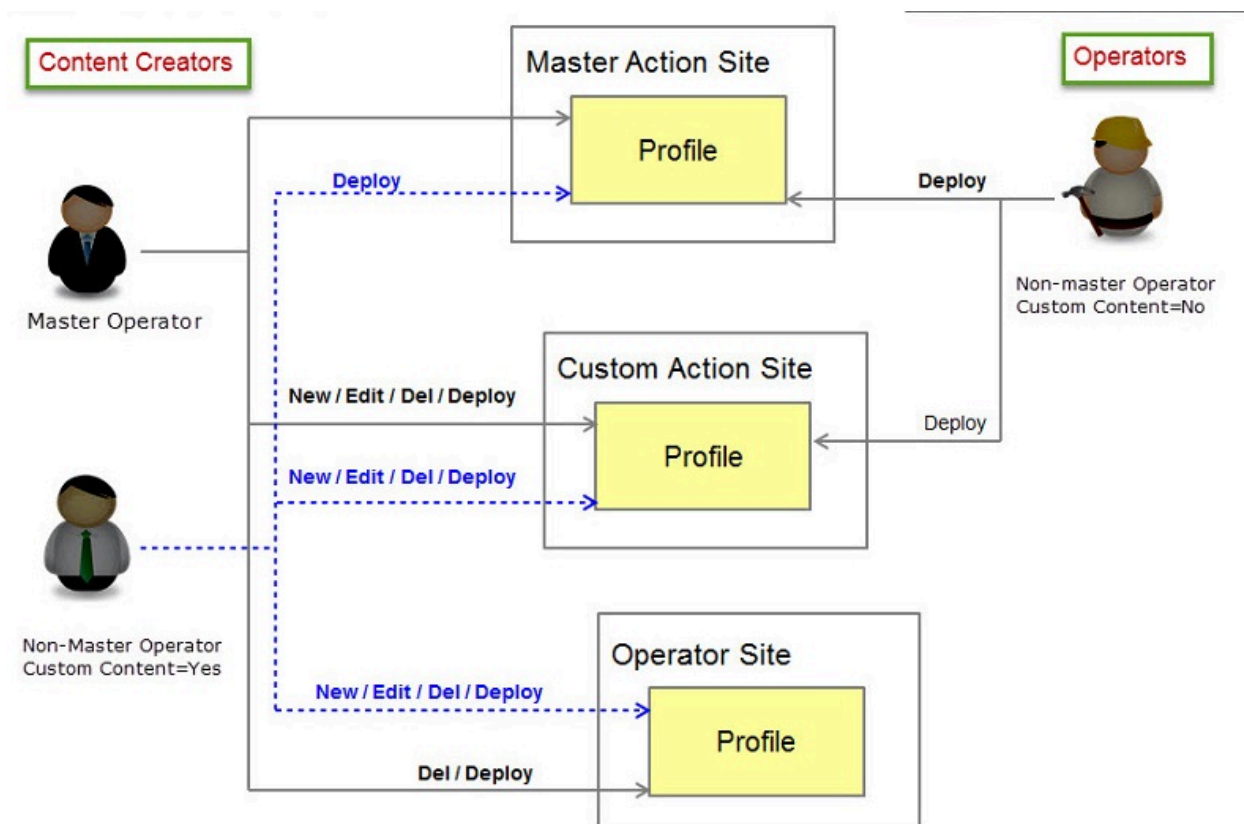 Content Creators
Master Action Site
Operators
Profile
Deploy
Deploy
Master Operator
Non-master Operator
Custom Content=No
Custom Action Site
New / Edit / Del / Deploy
Profile
Deploy
New / Edit / Del / Deploy
Non-Master Operator
Custom Content=Yes
Operator Site
New / Edit / Del / Deploy
Profile
Del / Deploy